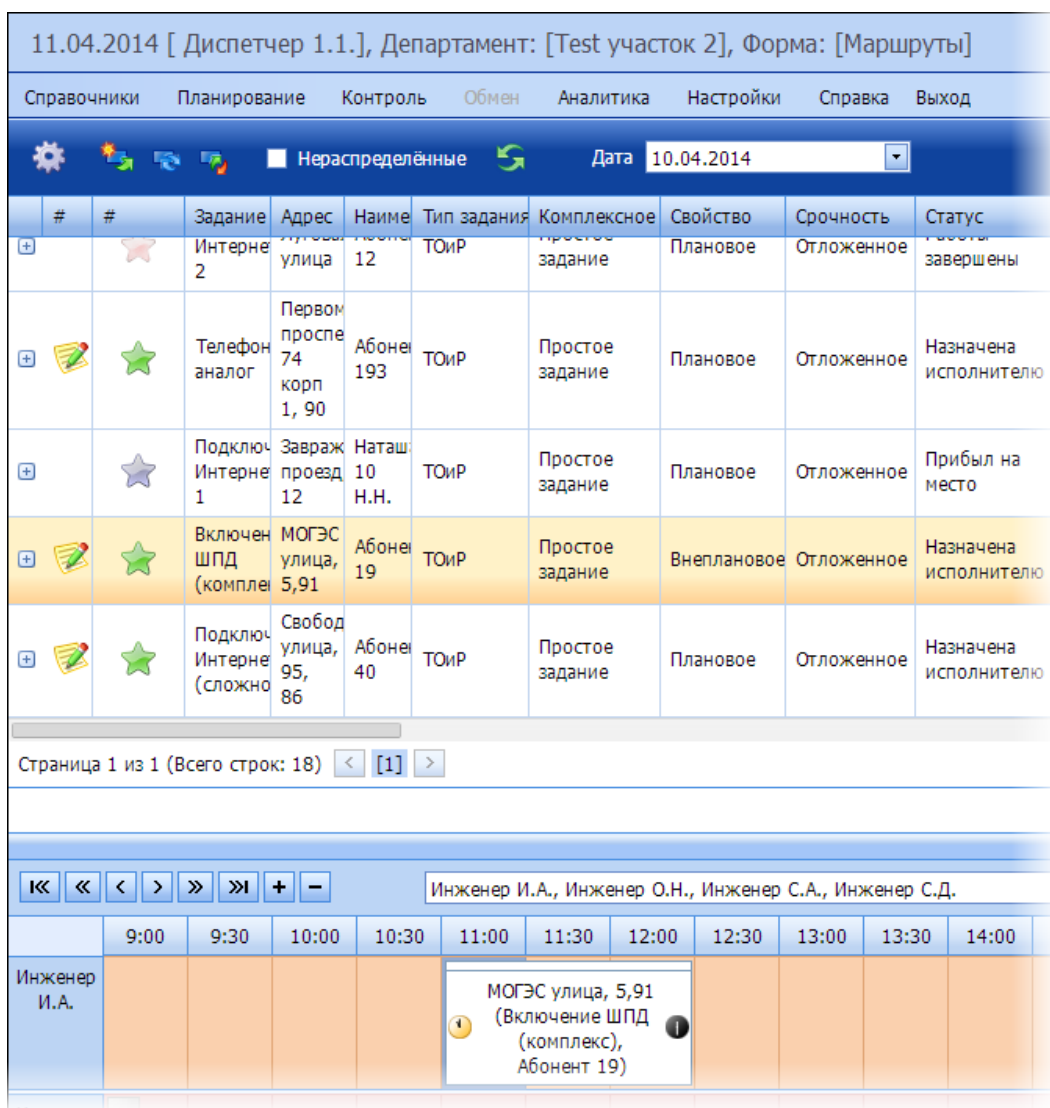 11.04.2014 [ Диспетчер 1.1.], Департамент: [Test участок 2], Форма: [Маршруты]
Справочники Планирование Контроль Обмен Аналитика Настройки Справка Выход
Нераспределённые Дата 10.04.2014
# # Задание Адрес Наиме Тип задания Комплексное Свойство Срочность Статус
Интерне улица 12 ТОиР задание Плановое Отложенное завершены
2
Первом
проспе
Телефон 74 Абонен ТОиР Простое Плановое Отложенное Назначена
аналог корп 193 задание исполнителю
1, 90
Подключ Завраж Наташ
Интерне проезд 10 ТОиР Простое Плановое Отложенное Прибыл на
1 12 Н.Н. задание место
Включен МОГЭС
ШПД улица, Абонен ТОиР Простое Внеплановое Отложенное Назначена
(комплек 5,91 19 задание исполнителю
Свобод
Подключ улица, Абонен ТОиР Простое Плановое Отложенное Назначена
Интерне 95, 40 задание исполнителю
(сложно 86
Страница 1 из 1 (Всего строк: 18) < [1] >
Инженер И.А., Инженер О.Н., Инженер С.А., Инженер С.Д.
9:00 9:30 10:00 10:30 11:00 11:30 12:00 12:30 13:00 13:30 14:00
Инженер
И.А.
МОГЭС улица, 5,91
(Включение ШПД
(комплекс),
Абонент 19)